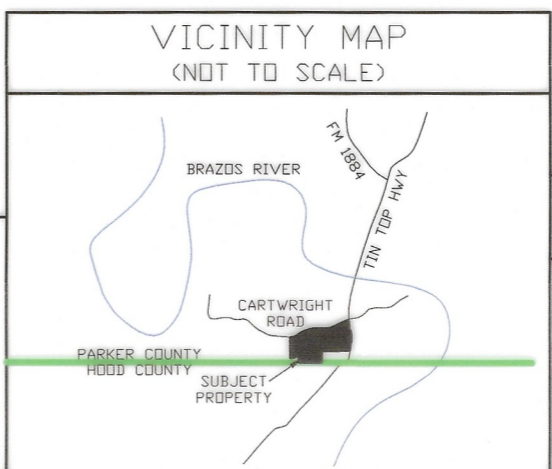 VICINITY MAP
(NOT TO SCALE)
FM 1884
BRAZOS RIVER
TIN TOP HWY
CARTWRIGHT
ROAD
PARKER COUNTY
HOOD COUNTY
SUBJECT
PROPERTY